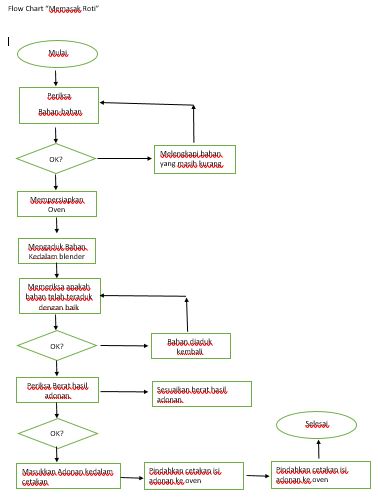 Flow Chart "Memasak Roti"
Mulai
Periksa
Bahan-bahan
OK?
Melengkapi bahan
yang masih kurang
Mempersiapkan
Oven
Mengaduk Bahan
Kedalam blender
Memeriksa apakah
bahan telah teraduk
dengan baik
OK?
Bahan diaduk
kembali
Periksa Berat hasil
adonan
Sesuaikan berat hasil
adonan
OK?
Selesai
Masukkan Adonan kedalam
cetakan
Pindahkan cetakan isi
adonan ke oven
Pindahkan cetakan isi
adonan ke oven